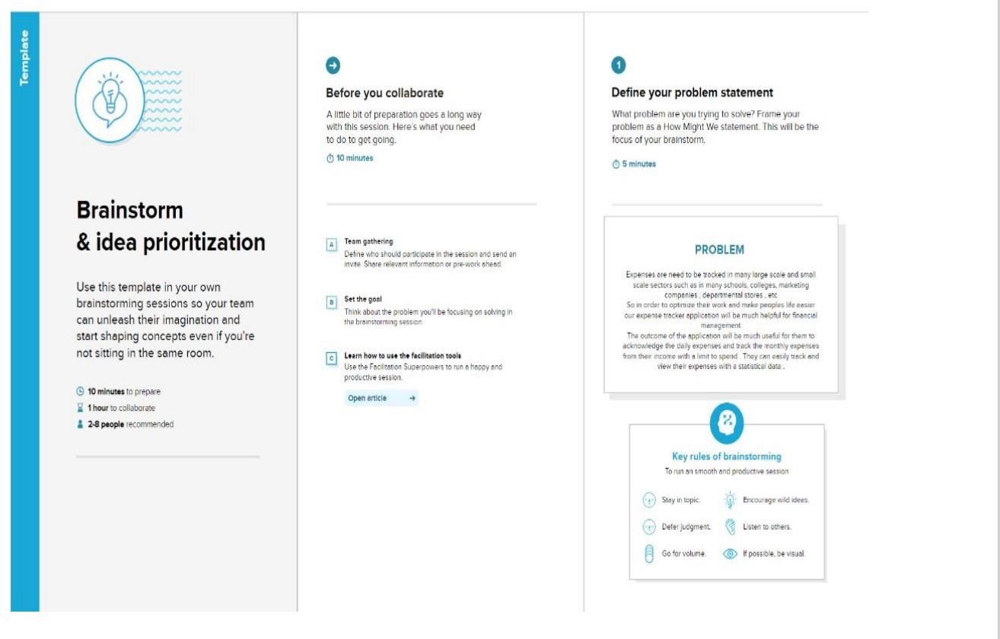 Template
Brainstorm
& idea prioritization
Use this template in your own
brainstorming sessions so your team
can unleash their imagination and
start shaping concepts even if you're
not sitting in the same room.
10 minutes to prepare
1 hour to collaborate
2-8 people recommended
Before you collaborate
A little bit of preparation goes a long way
with this session. Here's what you need
to do to get going.
10 minutes
A
Team gathering
Define who should participate in the session and send an
invite. Share relevant information or pre-work ahead.
B
Set the goal
Think about the problem you'll be focusing on solving in
the brainstorming session.
C
Learn how to use the facilitation tools
Use the Facilitation Superpowers to run a happy and
productive session.
Open article
1
Define your problem statement
What problem are you trying to solve? Frame your
problem as a How Might We statement. This will be the
focus of your brainstorm.
5 minutes
PROBLEM
Expenses are need to be tracked in many large scale and small
scale sectors such as in many schools, colleges, marketing
companies , departmental stores , etc
So in order to optimize their work and make peoples life easier
our expense tracker application will be much helpful for financial
management
The outcome of the application will be much useful for them to
acknowledge the daily expenses and track the monthly expenses
from their income with a limit to spend . They can easily track and
view their expenses with a statistical data .
Key rules of brainstorming
To run an smooth and productive session
Stay in topic.
Encourage wild ideas.
Defer judgment.
Listen to others.
Go for volume.
If possible, be visual.